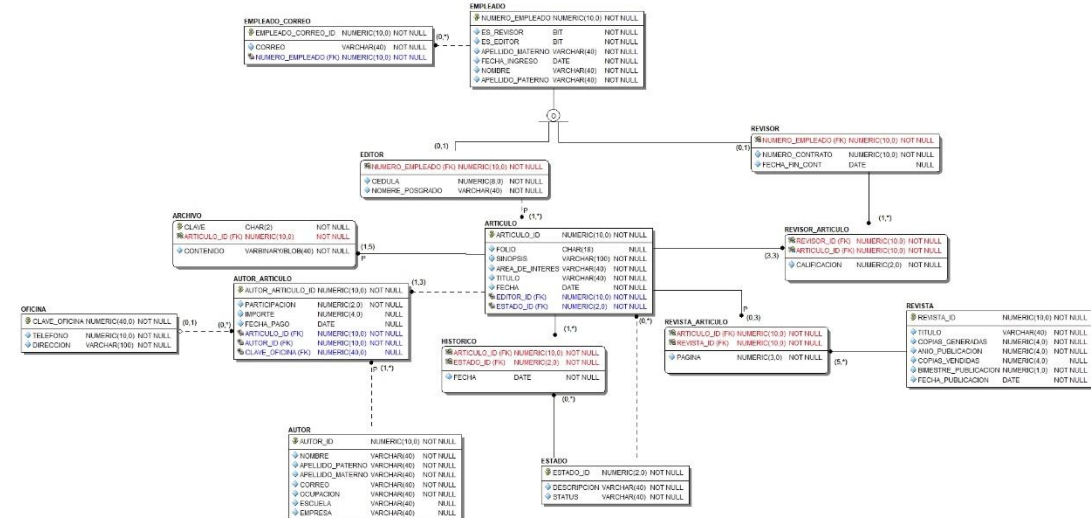 EMPLEADO
NUMERO_EMPLEADO NUMERIC(10,0) NOT NULL
ES_REVISOR BIT NOT NULL
ES_EDITOR BIT NOT NULL
APELLIDO_MATERNO VARCHAR(40) NOT NULL
FECHA_INGRESO DATE NOT NULL
NOMBRE VARCHAR(40) NOT NULL
APELLIDO_PATERNO VARCHAR(40) NOT NULL
EMPLEADO_CORREO
EMPLEADO_CORREO_ID NUMERIC(10,0) NOT NULL
CORREO VARCHAR(40) NOT NULL
NUMERO_EMPLEADO (FK) NUMERIC(10,0) NOT NULL
(0,*)
O
(0,1)
(0,1)
REVISOR
NUMERO_EMPLEADO (FK) NUMERIC(10,0) NOT NULL
NUMERO_CONTRATO NUMERIC(10,0) NOT NULL
FECHA_FIN_CONT DATE NULL
EDITOR
NUMERO_EMPLEADO (FK) NUMERIC(10,0) NOT NULL
CEDULA NUMERIC(8,0) NOT NULL
NOMBRE_POSGRADO VARCHAR(40) NOT NULL
P
(1,*)
(1,*)
ARCHIVO
CLAVE CHAR(2) NOT NULL
ARTICULO_ID (FK) NUMERIC(10,0) NOT NULL
CONTENIDO VARBINARY/BLOB(40) NOT NULL
(1,5)
P
ARTICULO
ARTICULO_ID NUMERIC(10,0) NOT NULL
FOLIO CHAR(18) NULL
SINOPSIS VARCHAR(100) NOT NULL
AREA_DE_INTERES VARCHAR(40) NOT NULL
TITULO VARCHAR(40) NOT NULL
FECHA DATE NOT NULL
EDITOR_ID (FK) NUMERIC(10,0) NOT NULL
ESTADO_ID (FK) NUMERIC(2,0) NOT NULL
REVISOR_ARTICULO
REVISOR_ID (FK) NUMERIC(10,0) NOT NULL
ARTICULO_ID (FK) NUMERIC(10,0) NOT NULL
CALIFICACION NUMERIC(2,0) NOT NULL
(3,3)
AUTOR_ARTICULO
AUTOR_ARTICULO_ID NUMERIC(10,0) NOT NULL
PARTICIPACION NUMERIC(2,0) NOT NULL
IMPORTE NUMERIC(4,0) NULL
FECHA_PAGO DATE NULL
ARTICULO_ID (FK) NUMERIC(10,0) NOT NULL
AUTOR_ID (FK) NUMERIC(10,0) NOT NULL
CLAVE_OFICINA (FK) NUMERIC(40,0) NULL
(1,3)
OFICINA
CLAVE_OFICINA NUMERIC(40,0) NOT NULL
TELEFONO NUMERIC(10,0) NOT NULL
DIRECCION VARCHAR(100) NOT NULL
(0,1)
(0,*)
P
(1,*)
(1,*)
(0,*)
P
(0,3)
REVISTA_ARTICULO
ARTICULO_ID (FK) NUMERIC(10,0) NOT NULL
REVISTA_ID (FK) NUMERIC(10,0) NOT NULL
PAGINA NUMERIC(3,0) NOT NULL
(5,*)
REVISTA
REVISTA_ID NUMERIC(10,0) NOT NULL
TITULO VARCHAR(40) NOT NULL
COPIAS_GENERADAS NUMERIC(4,0) NOT NULL
ANIO_PUBLICACION NUMERIC(4,0) NOT NULL
COPIAS_VENDIDAS NUMERIC(4,0) NULL
BIMESTRE_PUBLICACION NUMERIC(1,0) NOT NULL
FECHA_PUBLICACION DATE NOT NULL
HISTORICO
ARTICULO_ID (FK) NUMERIC(10,0) NOT NULL
ESTADO_ID (FK) NUMERIC(2,0) NOT NULL
FECHA DATE NOT NULL
(0,*)
AUTOR
AUTOR_ID NUMERIC(10,0) NOT NULL
NOMBRE VARCHAR(40) NOT NULL
APELLIDO_PATERNO VARCHAR(40) NOT NULL
APELLIDO_MATERNO VARCHAR(40) NOT NULL
CORREO VARCHAR(40) NOT NULL
OCUPACION VARCHAR(40) NOT NULL
ESCUELA VARCHAR(40) NULL
EMPRESA VARCHAR(40) NULL
ESTADO
ESTADO_ID NUMERIC(2,0) NOT NULL
DESCRIPCION VARCHAR(40) NOT NULL
STATUS VARCHAR(40) NOT NULL